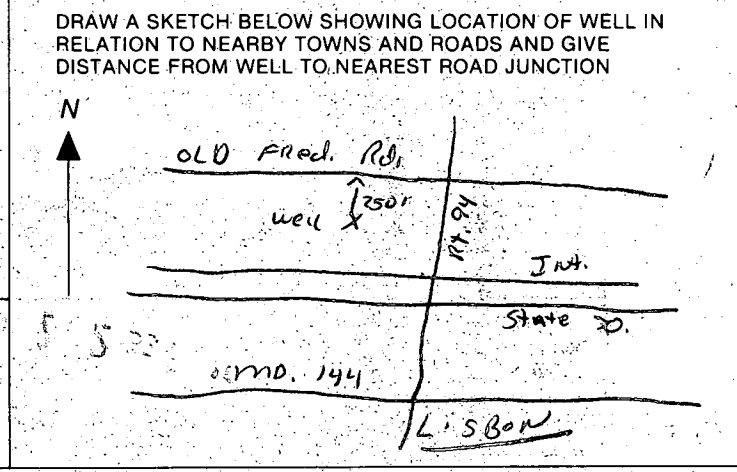 DRAW A SKETCH BELOW SHOWING LOCATION OF WELL IN
RELATION TO NEARBY TOWNS AND ROADS AND GIVE
DISTANCE FROM WELL TO NEAREST ROAD JUNCTION
N
OLD FRed. Rd.
250'
well X
Rt. 94
Int.
State 70.
MD. 144
LISBON